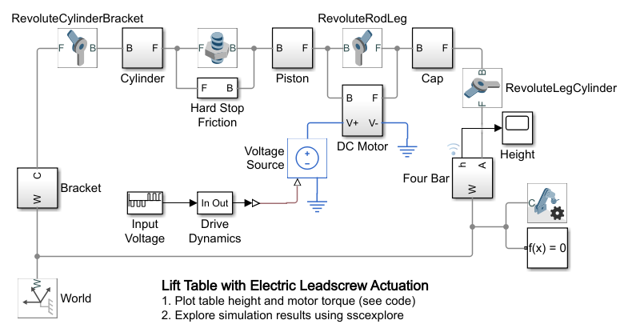 RevoluteCylinderBracket
RevoluteRodLeg
F B
B F
F B
B F
B F
B F
Cylinder
Piston
Cap
F B
Hard Stop
Friction
B F
V+ V-
DC Motor
B
F
RevoluteLegCylinder
Voltage
Source
Height
h A
W
Four Bar
C
W
Bracket
Input
Voltage
In Out
Drive
Dynamics
C
f(x) = 0
W
World
Lift Table with Electric Leadscrew Actuation
1. Plot table height and motor torque (see code)
2. Explore simulation results using sscexplore